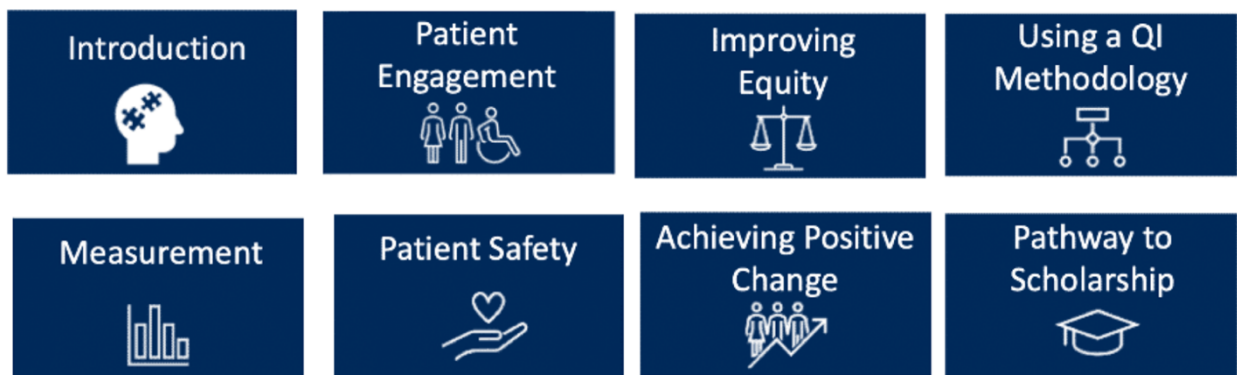 Introduction
Patient
Engagement
Improving
Equity
Using a QI
Methodology
Measurement
Patient Safety
Achieving Positive
Change
Pathway to
Scholarship